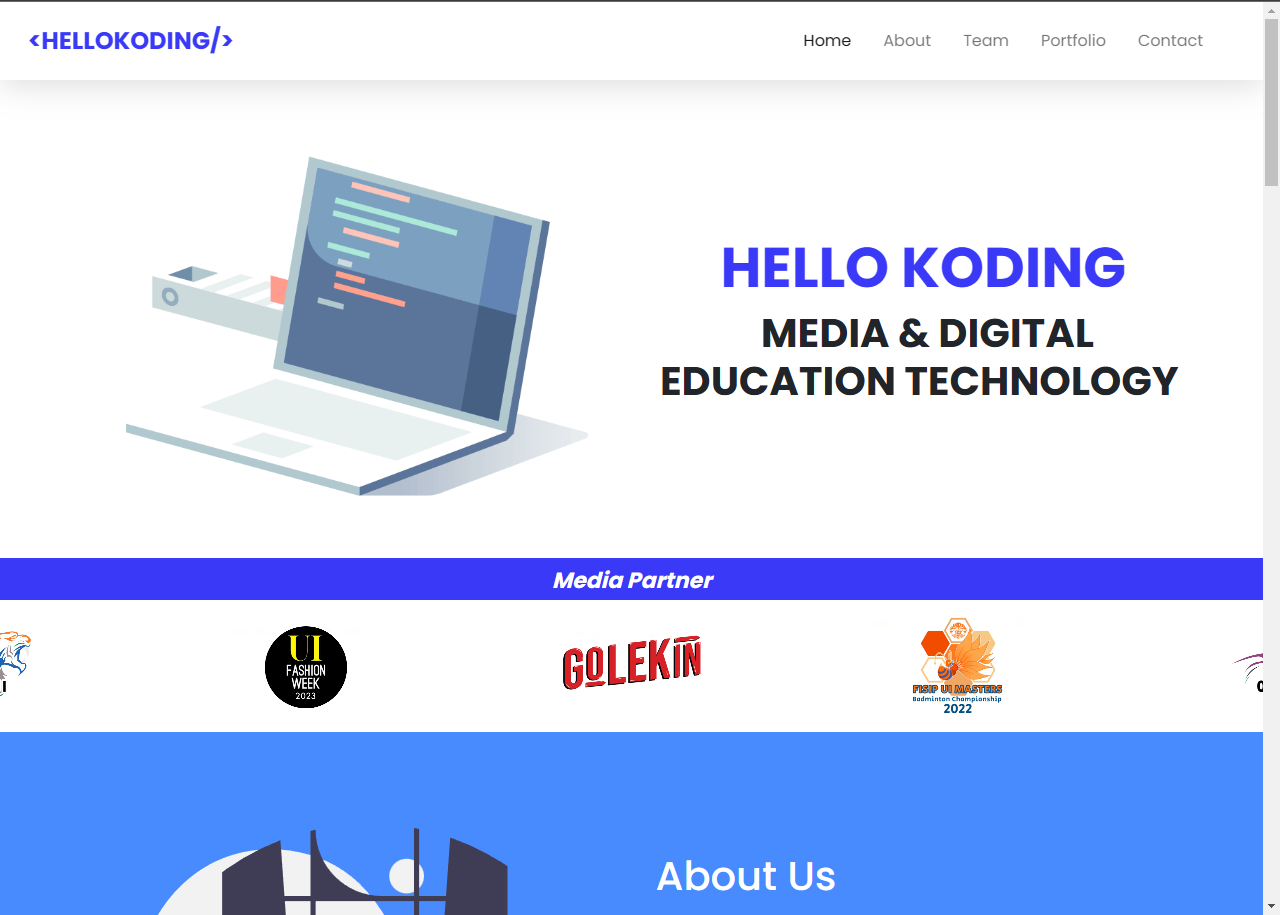 <HELLOKODING/>
Home About Team Portfolio Contact
HELLO KODING
MEDIA & DIGITAL
EDUCATION TECHNOLOGY
Media Partner
UI
FASHION
WEEK
2023
GOLEKIN
FISIP UI MASTERS
Badminton Championship
2022
About Us